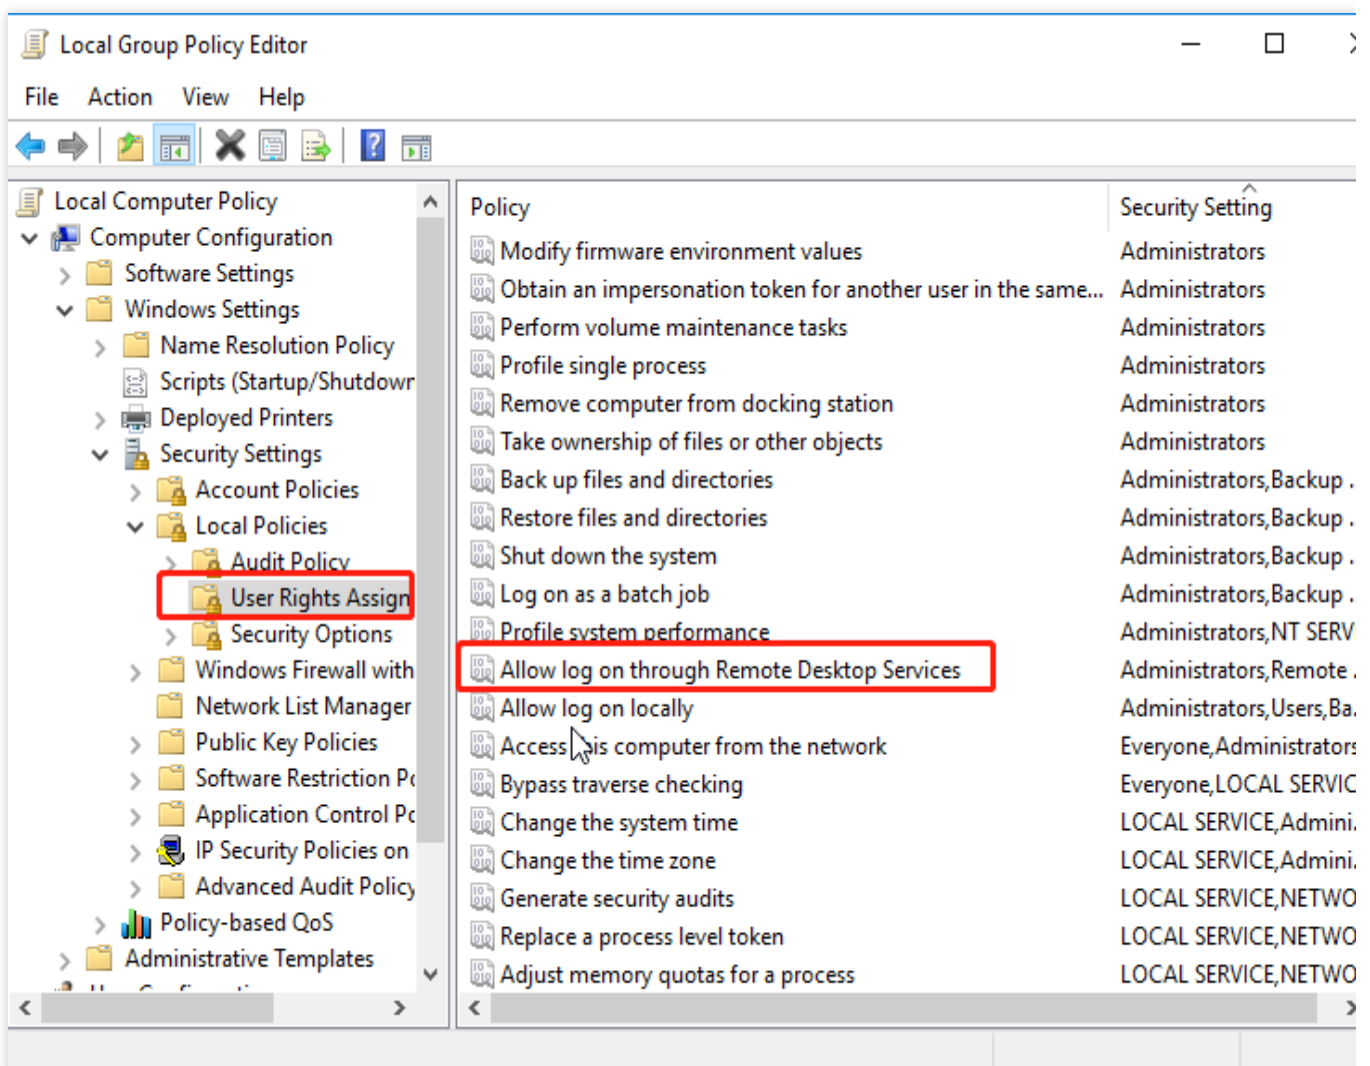 Local Group Policy Editor
File Action View Help
Local Computer Policy
Computer Configuration
Software Settings
Windows Settings
Name Resolution Policy
Scripts (Startup/Shutdown
Deployed Printers
Security Settings
Account Policies
Local Policies
Audit Policy
User Rights Assign
Security Options
Windows Firewall with
Network List Manager
Public Key Policies
Software Restriction Po
Application Control Po
IP Security Policies on
Advanced Audit Policy
Policy-based QoS
Administrative Templates
Policy Security Setting
Modify firmware environment values Administrators
Obtain an impersonation token for another user in the same... Administrators
Perform volume maintenance tasks Administrators
Profile single process Administrators
Remove computer from docking station Administrators
Take ownership of files or other objects Administrators
Back up files and directories Administrators,Backup .
Restore files and directories Administrators,Backup .
Shut down the system Administrators,Backup .
Log on as a batch job Administrators,Backup .
Profile system performance Administrators,NT SERV
Allow log on through Remote Desktop Services Administrators,Remote .
Allow log on locally Administrators,Users,Ba.
Access this computer from the network Everyone,Administrators
Bypass traverse checking Everyone,LOCAL SERVIC
Change the system time LOCAL SERVICE,Admini.
Change the time zone LOCAL SERVICE,Admini.
Generate security audits LOCAL SERVICE,NETWO
Replace a process level token LOCAL SERVICE,NETWO
Adjust memory quotas for a process LOCAL SERVICE,NETWO